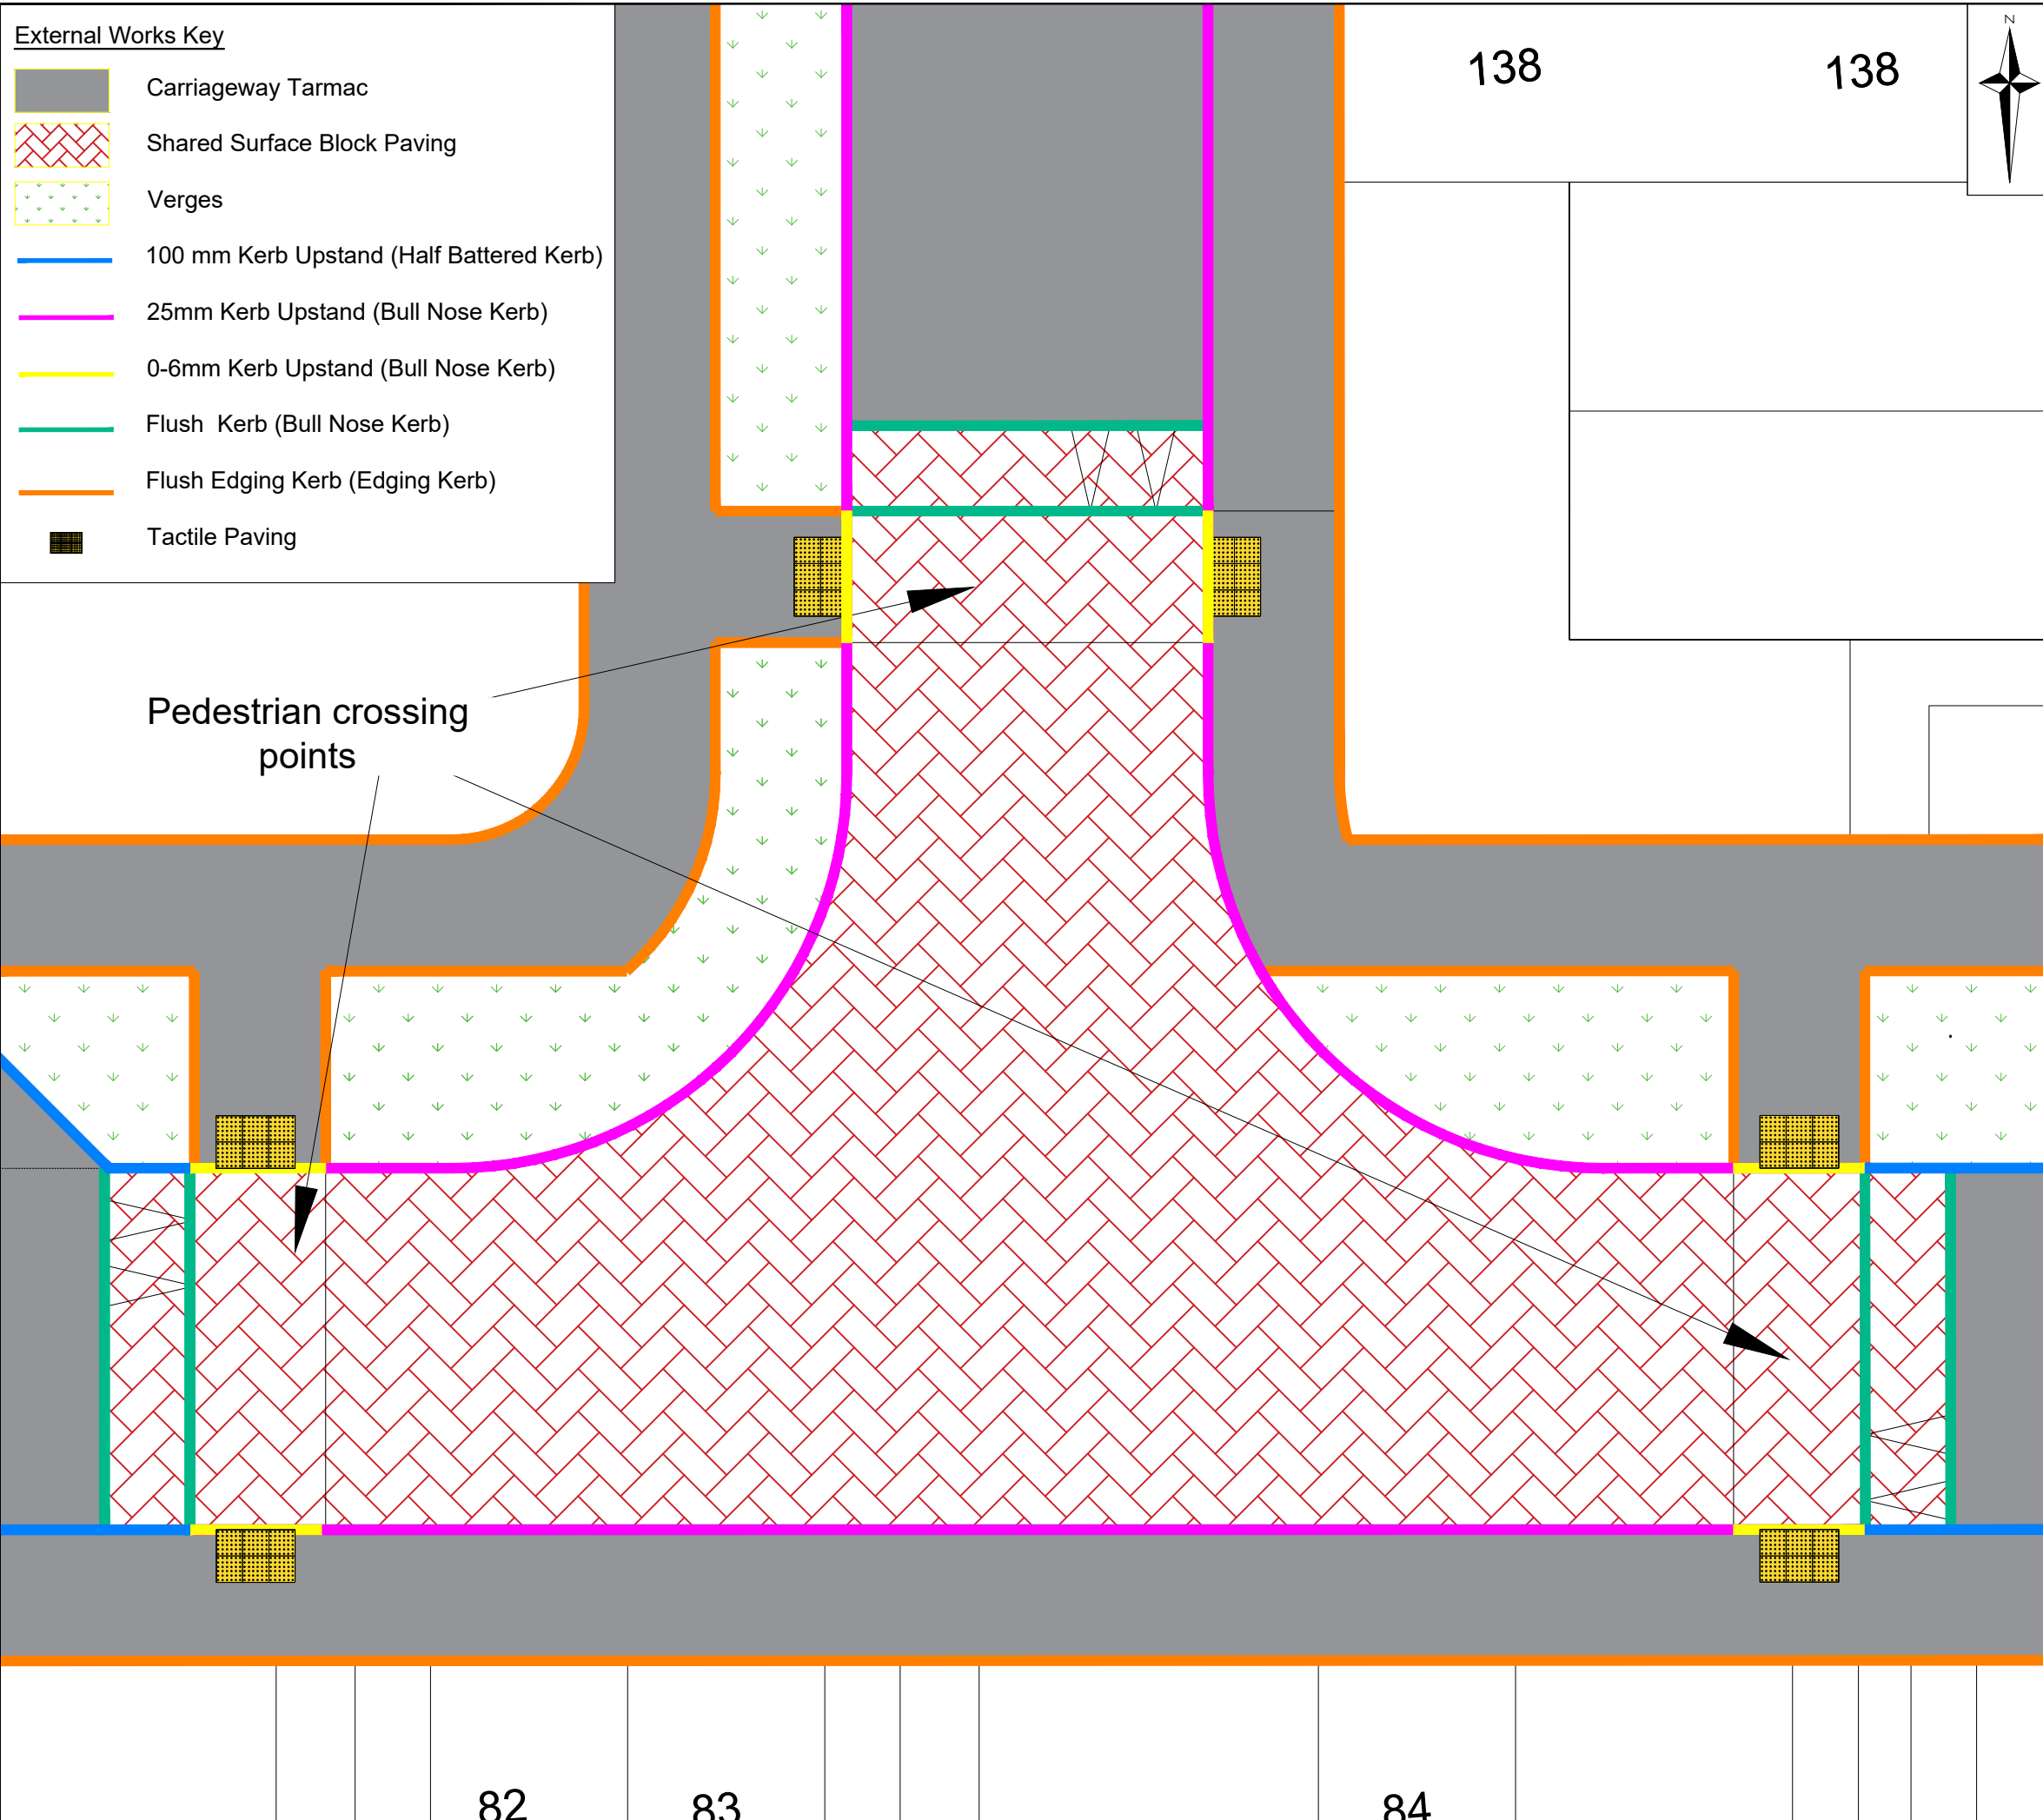 External Works Key
Carriageway Tarmac
Shared Surface Block Paving
Verges
100 mm Kerb Upstand (Half Battered Kerb)
25mm Kerb Upstand (Bull Nose Kerb)
0-6mm Kerb Upstand (Bull Nose Kerb)
Flush  Kerb (Bull Nose Kerb)
Flush Edging Kerb (Edging Kerb)
Tactile Paving
138
138
N
Pedestrian crossing
points
82
83
84